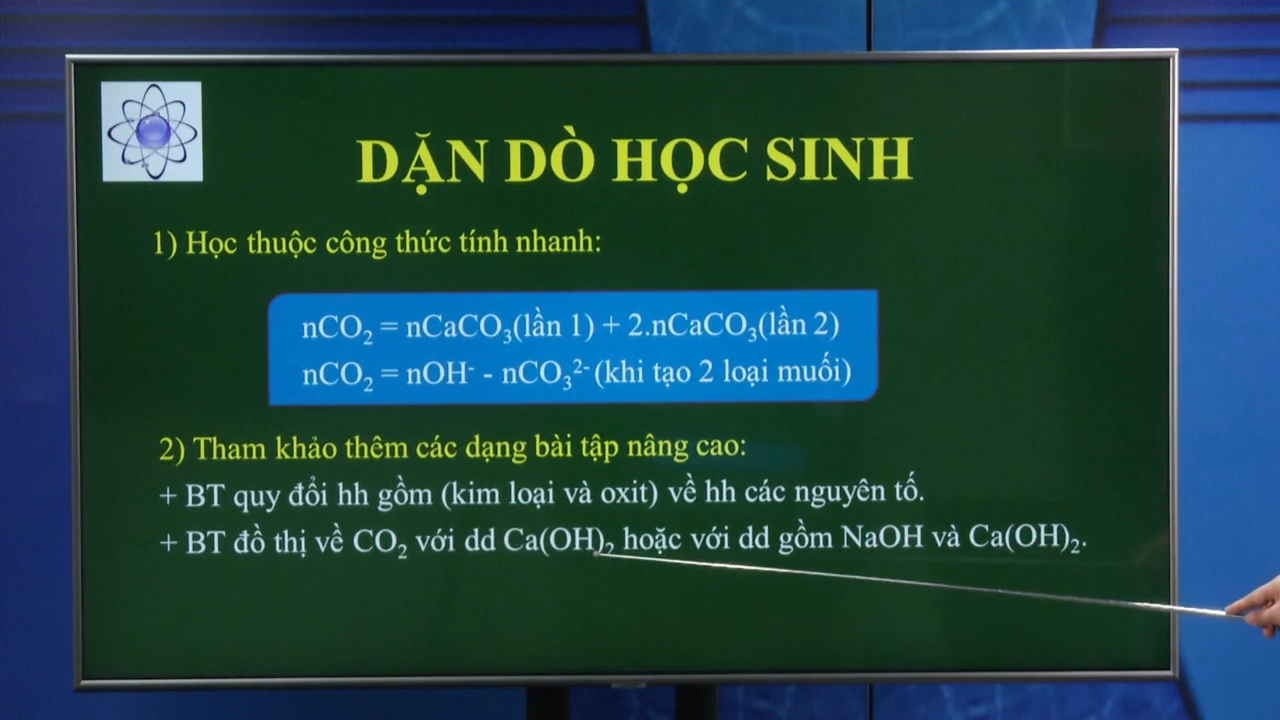 DẶN DÒ HỌC SINH
1) Học thuộc công thức tính nhanh:
nCO₂ = nCaCO₃(lần 1) + 2.nCaCO₃(lần 2)
nCO₂ = nOH⁻ - nCO₃²⁻ (khi tạo 2 loại muối)
2) Tham khảo thêm các dạng bài tập nâng cao:
+ BT quy đổi hh gồm (kim loại và oxit) về hh các nguyên tố.
+ BT đồ thị về CO₂ với dd Ca(OH)₂ hoặc với dd gồm NaOH và Ca(OH)₂.